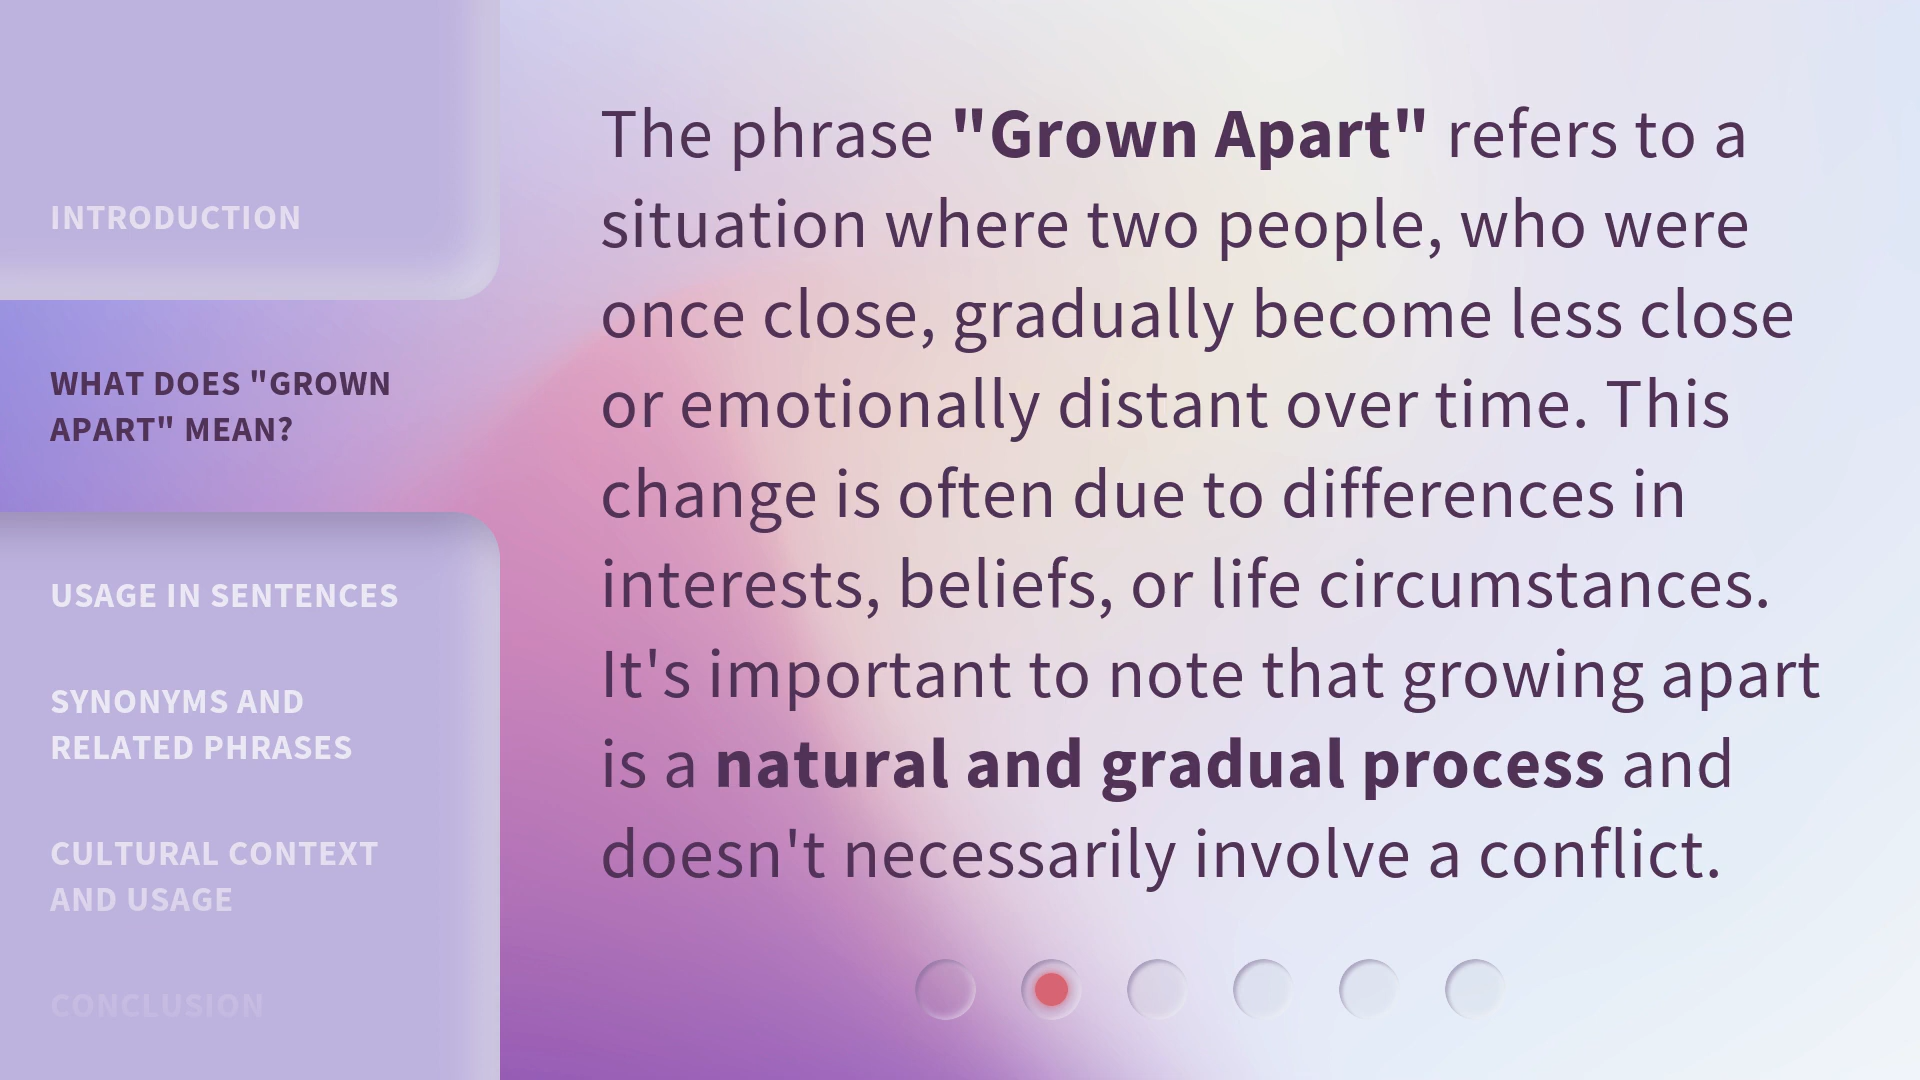 INTRODUCTION
WHAT DOES "GROWN
APART" MEAN?
USAGE IN SENTENCES
SYNONYMS AND
RELATED PHRASES
CULTURAL CONTEXT
AND USAGE
CONCLUSION
The phrase "Grown Apart" refers to a
situation where two people, who were
once close, gradually become less close
or emotionally distant over time. This
change is often due to differences in
interests, beliefs, or life circumstances.
It's important to note that growing apart
is a natural and gradual process and
doesn't necessarily involve a conflict.